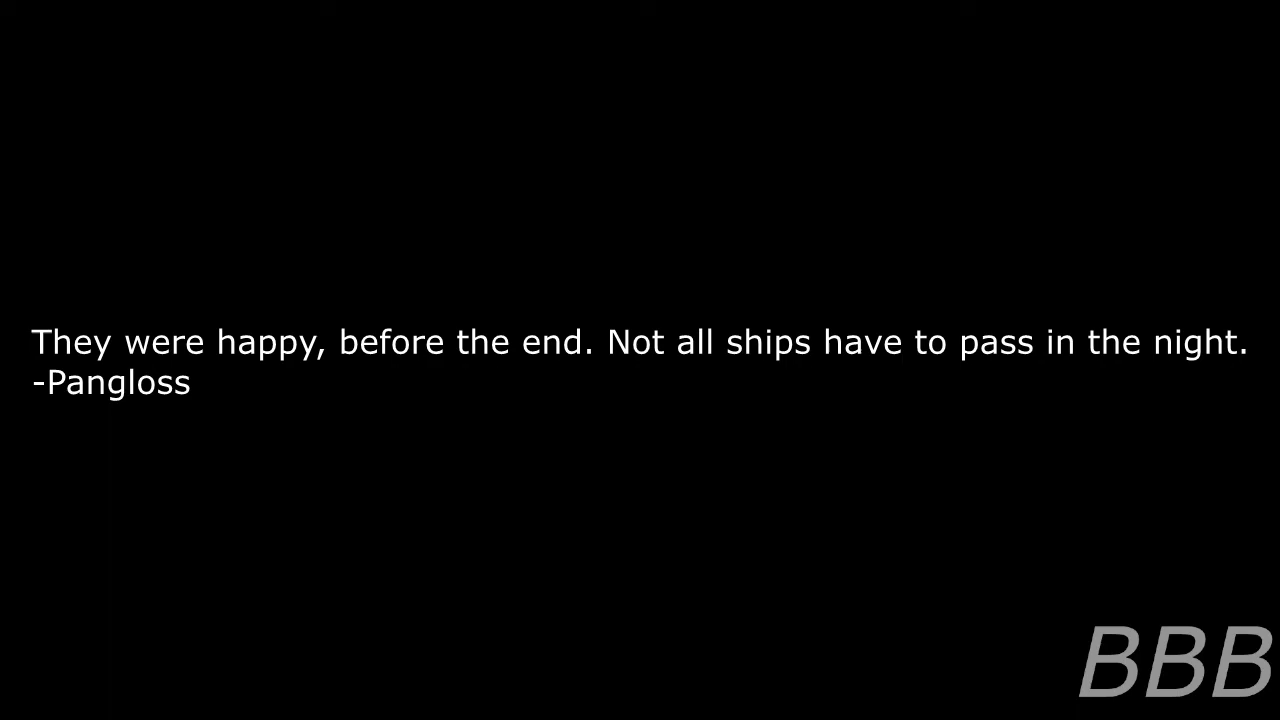 They were happy, before the end. Not all ships have to pass in the night.
-Pangloss
BBB